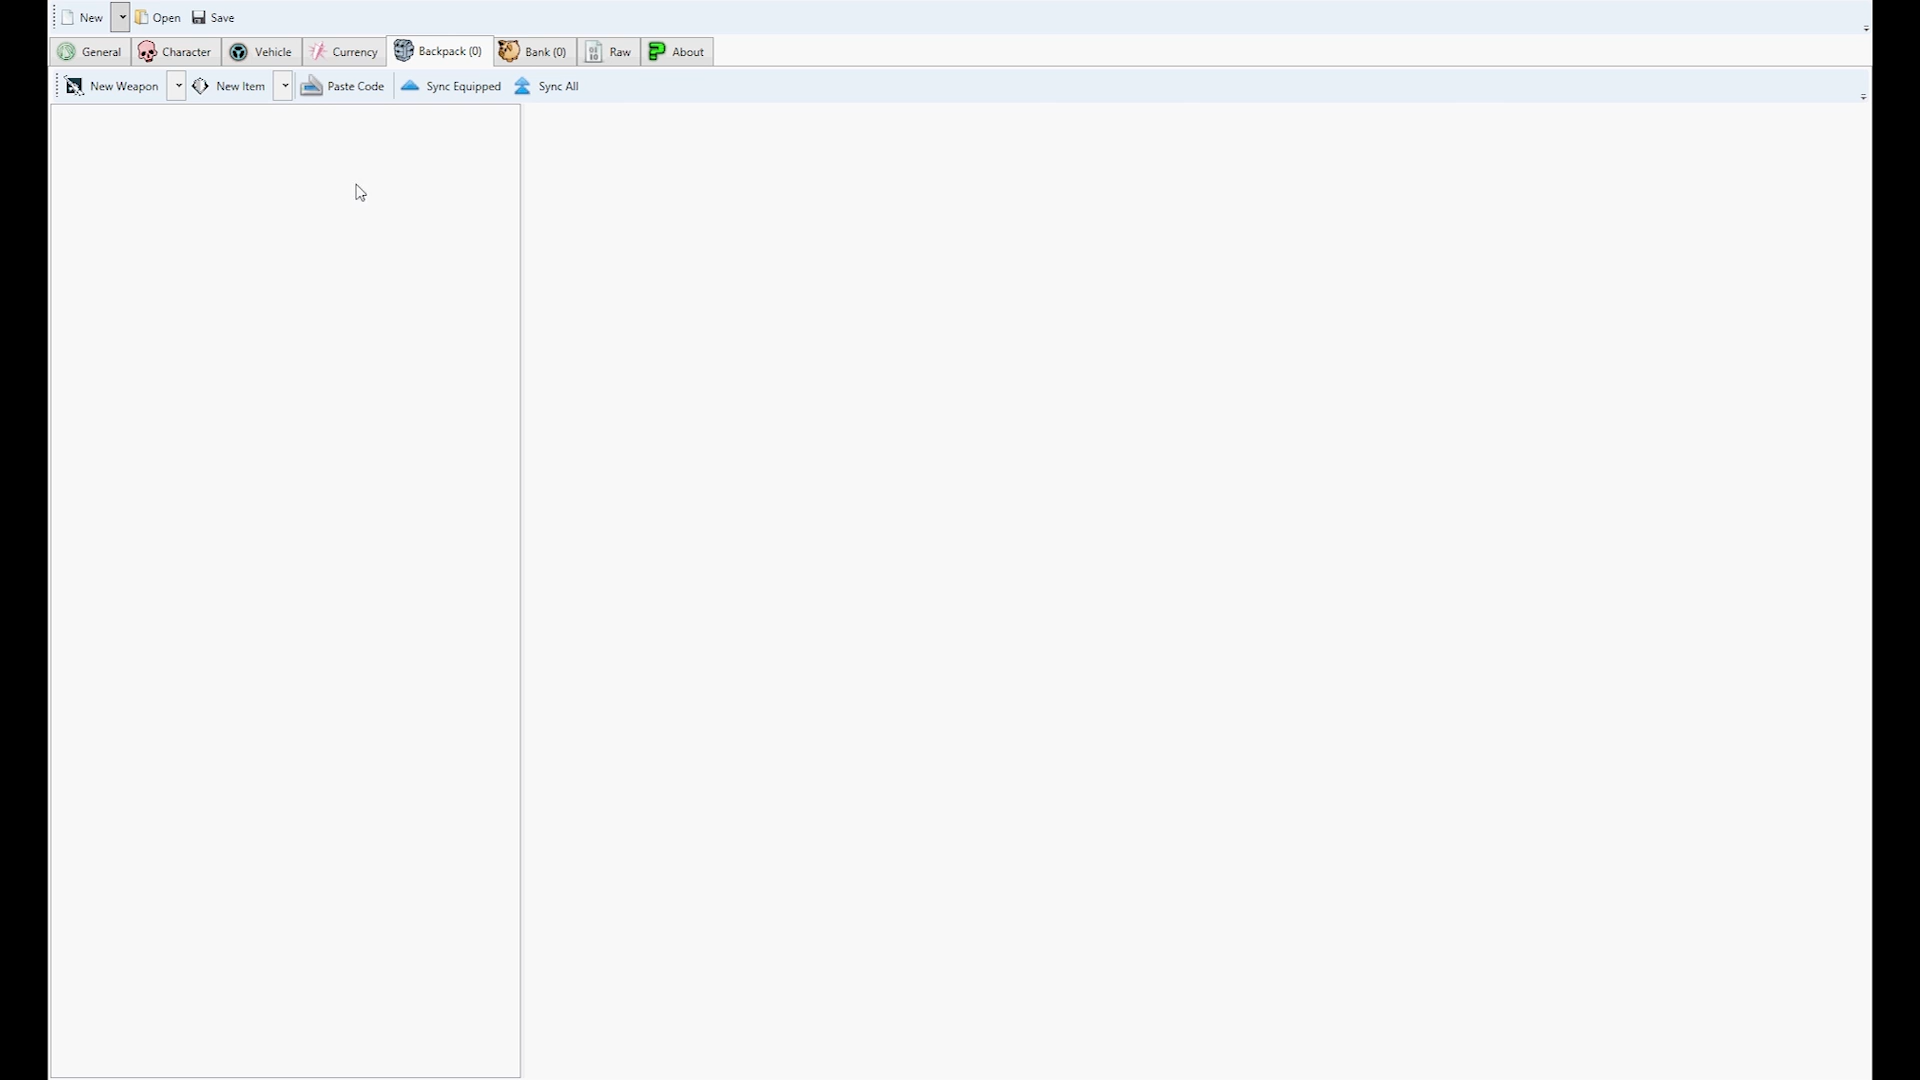 New Open Save
General Character Vehicle Currency Backpack (0) Bank (0) Raw About
New Weapon New Item Paste Code Sync Equipped Sync All